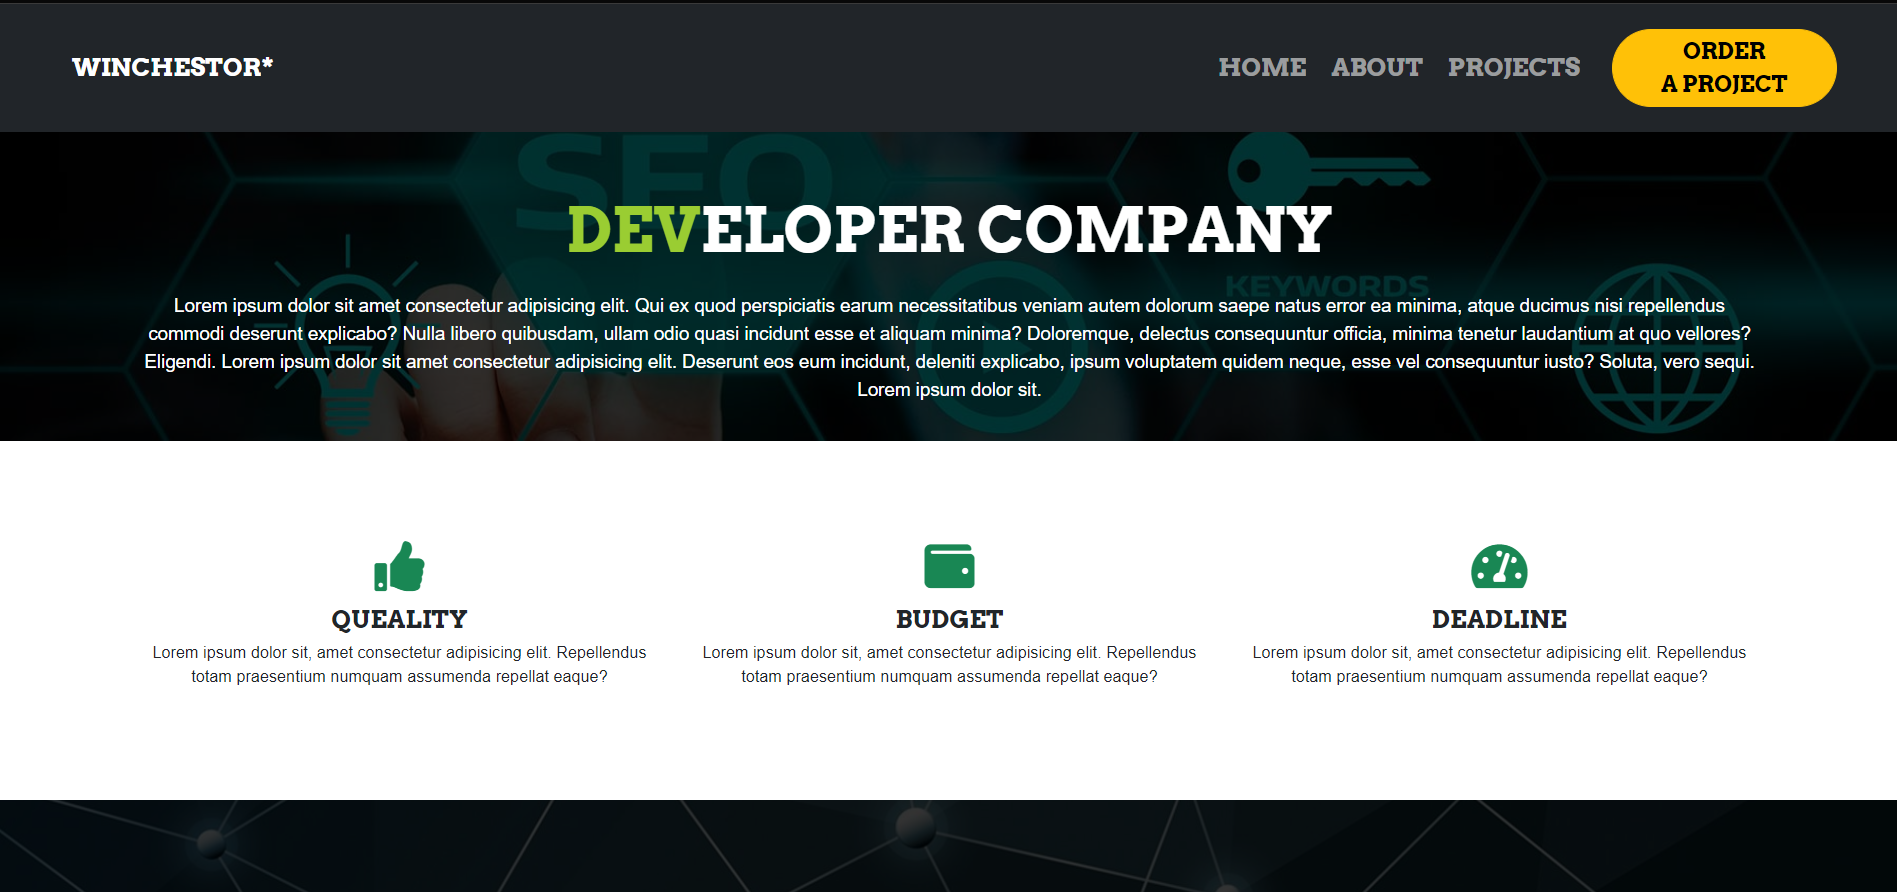 WINCHESTOR*
HOME ABOUT PROJECTS
ORDER
A PROJECT
SEO
DEVELOPER COMPANY
KEYWORDS
Lorem ipsum dolor sit amet consectetur adipisicing elit. Qui ex quod perspiciatis earum necessitatibus veniam autem dolorum saepe natus error ea minima, atque ducimus nisi repellendus
commodi deserunt explicabo? Nulla libero quibusdam, ullam odio quasi incidunt esse et aliquam minima? Doloremque, delectus consequuntur officia, minima tenetur laudantium at quo vellores?
Eligendi. Lorem ipsum dolor sit amet consectetur adipisicing elit. Deserunt eos eum incidunt, deleniti explicabo, ipsum voluptatem quidem neque, esse vel consequuntur iusto? Soluta, vero sequi.
Lorem ipsum dolor sit.
QUEALITY
Lorem ipsum dolor sit, amet consectetur adipisicing elit. Repellendus
totam praesentium numquam assumenda repellat eaque?
BUDGET
Lorem ipsum dolor sit, amet consectetur adipisicing elit. Repellendus
totam praesentium numquam assumenda repellat eaque?
DEADLINE
Lorem ipsum dolor sit, amet consectetur adipisicing elit. Repellendus
totam praesentium numquam assumenda repellat eaque?